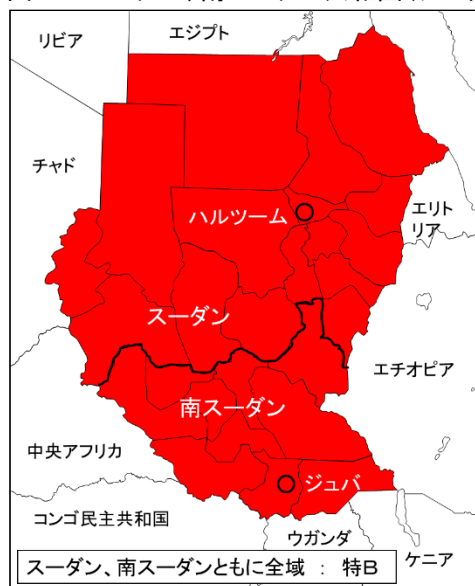 リビア
エジプト
チャド
ハルツーム
エリト
リア
スーダン
エチオピア
南スーダン
中央アフリカ
ジュバ
コンゴ民主共和国
ウガンダ
ケニア
スーダン、南スーダンともに全域 ： 特B